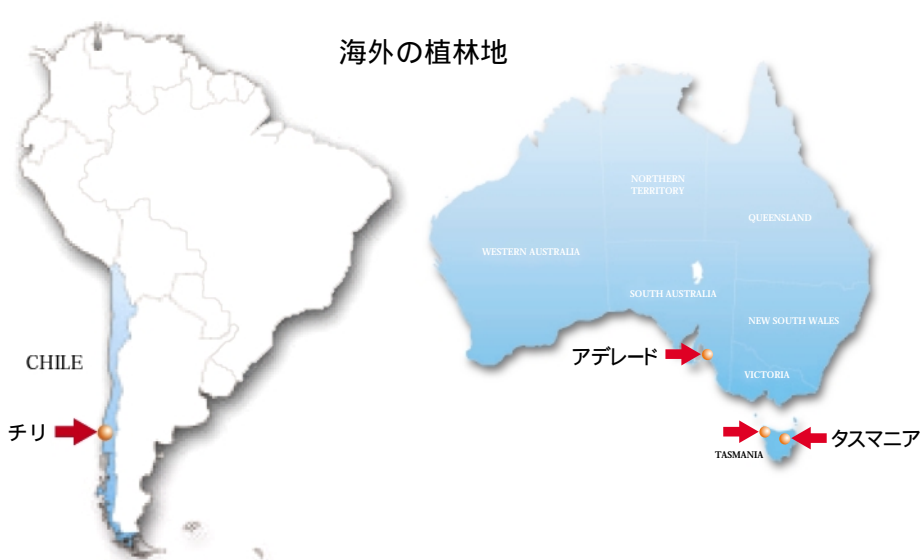 海外の植林地
NORTHERN
TERRITORY
QUEENSLAND
WESTERN AUSTRALIA
SOUTH AUSTRALIA
NEW SOUTH WALES
アデレード
CHILE
VICTORIA
チリ
タスマニア
TASMANIA